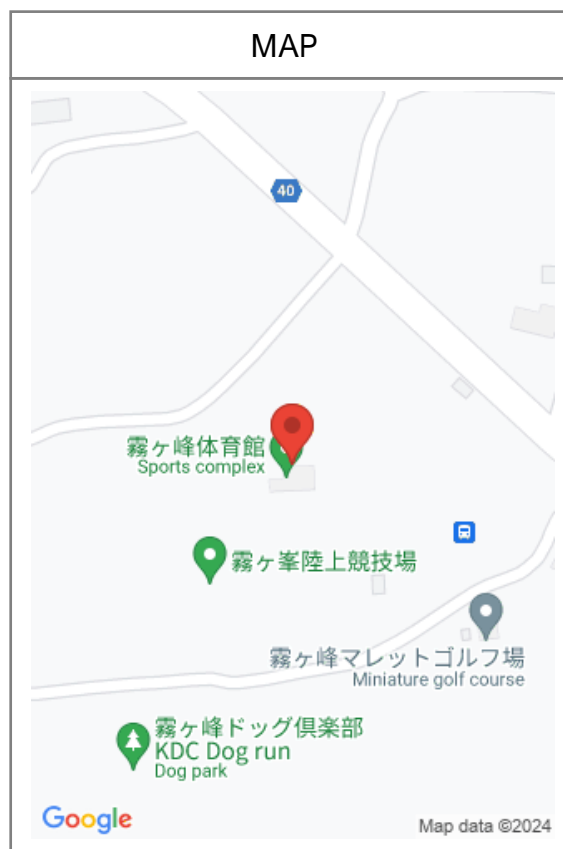 MAP
40
霧ヶ峰体育館
Sports complex
霧ヶ峯陸上競技場
霧ヶ峰マレットゴルフ場
Miniature golf course
霧ヶ峰ドッグ倶楽部
KDC Dog run
Dog park
Google
Map data ©2024